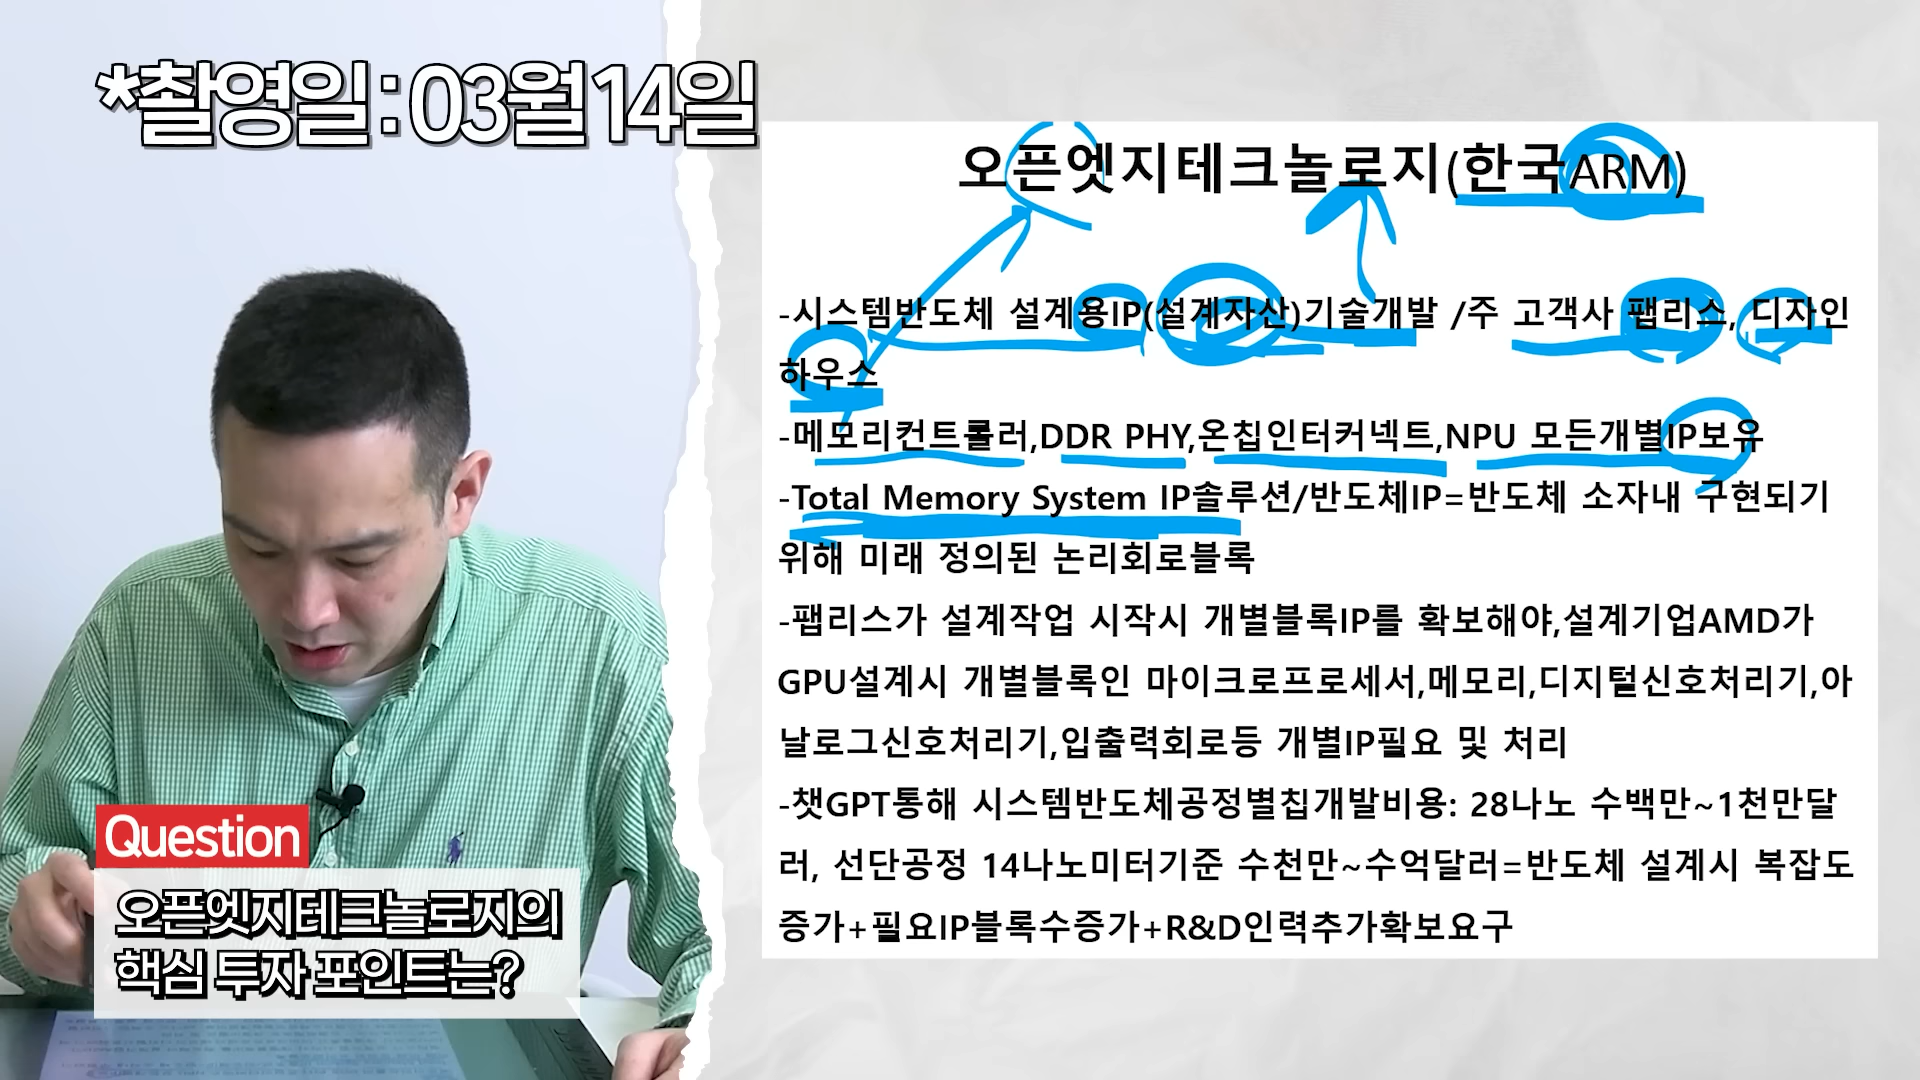 *촬영일:03월14일
오픈엣지테크놀로지(한국ARM)
-시스템반도체 설계용IP(설계자산)기술개발 /주 고객사 팹리스, 디자인
하우스
-메모리컨트롤러,DDR PHY,온칩인터커넥트,NPU 모든개별IP보유
-Total Memory System IP솔루션/반도체IP=반도체 소자내 구현되기
위해 미래 정의된 논리회로블록
-팹리스가 설계작업 시작시 개별블록IP를 확보해야,설계기업AMD가
GPU설계시 개별블록인 마이크로프로세서,메모리,디지털신호처리기,아
날로그신호처리기,입출력회로등 개별IP필요 및 처리
-챗GPT통해 시스템반도체공정별칩개발비용: 28나노 수백만~1천만달
러, 선단공정 14나노미터기준 수천만~수억달러=반도체 설계시 복잡도
증가+필요IP블록수증가+R&D인력추가확보요구
Question
오픈엣지테크놀로지의
핵심 투자 포인트는?